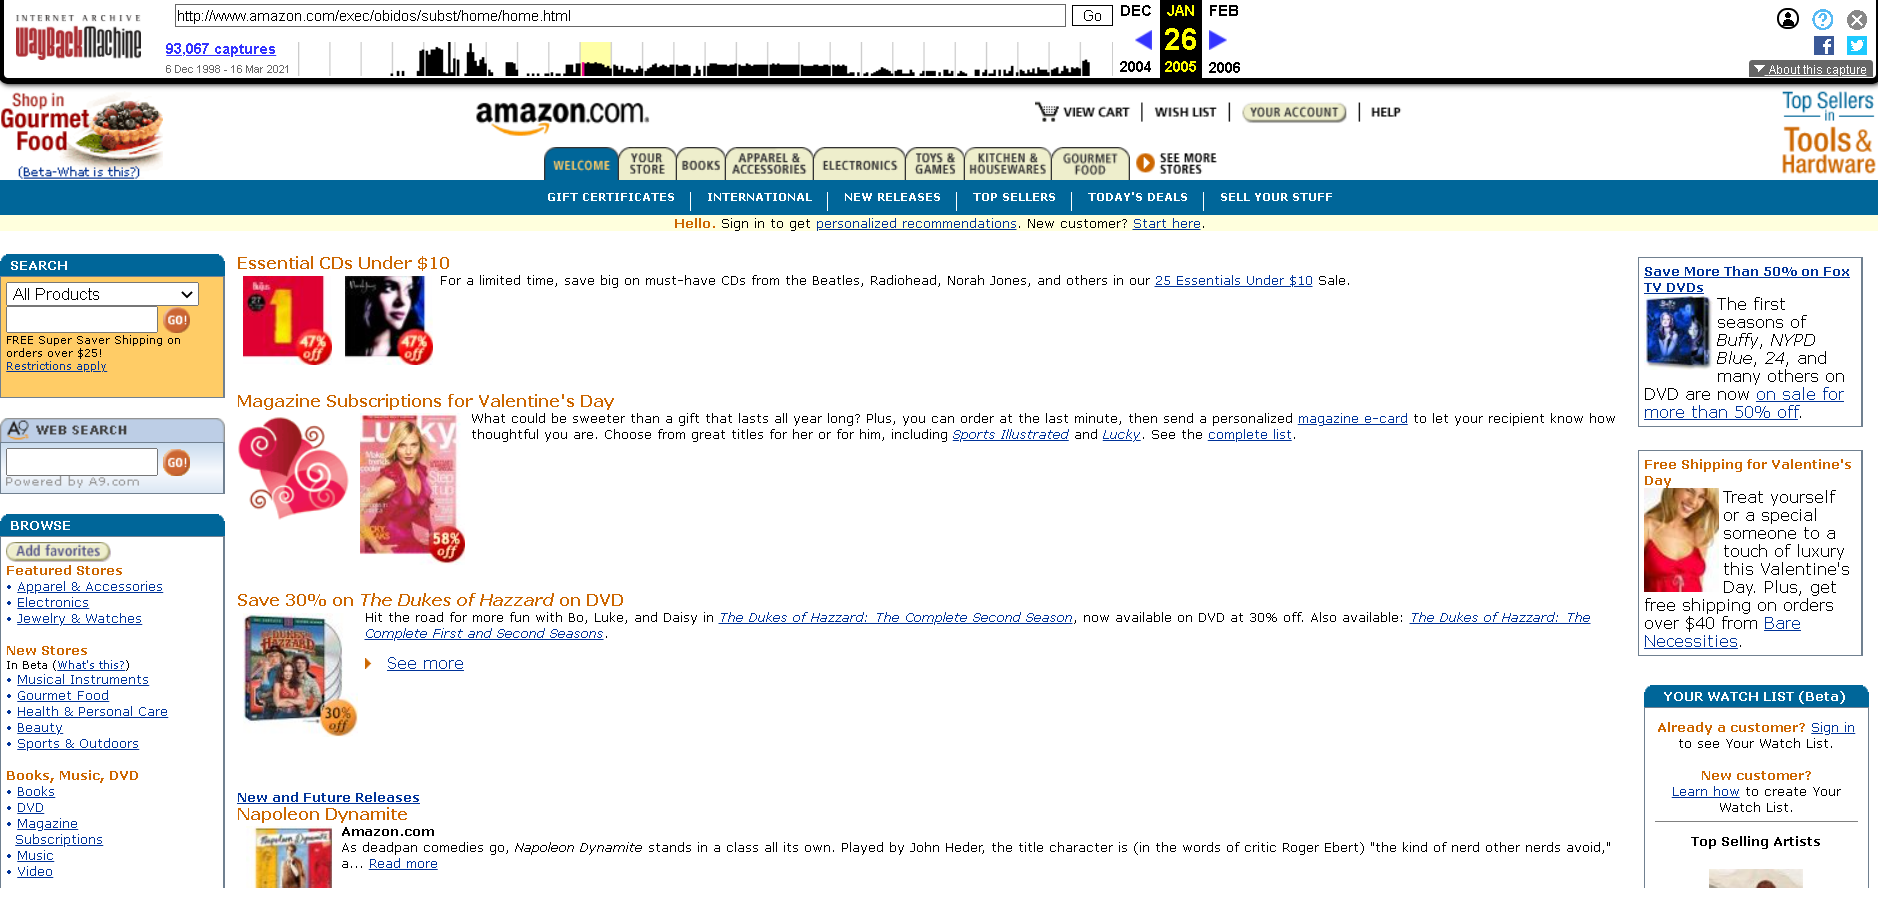 INTERNET ARCHIVE
WayBackMachine
http://www.amazon.com/exec/obidos/subst/home/home.html
Go
DEC
JAN
FEB
93,067 captures
26
6 Dec 1998 - 16 Mar 2021
2004
2005
2006
About this capture
Shop in
Gourmet
Food
(Beta-What is this?)
amazon.com.
VIEW CART
WISH LIST
YOUR ACCOUNT
HELP
Top Sellers
in
Tools &
Hardware
WELCOME
YOUR
STORE
BOOKS
APPAREL &
ACCESSORIES
ELECTRONICS
TOYS &
GAMES
KITCHEN &
HOUSEWARES
GOURMET
FOOD
SEE MORE
STORES
GIFT CERTIFICATES
INTERNATIONAL
NEW RELEASES
TOP SELLERS
TODAY'S DEALS
SELL YOUR STUFF
Hello. Sign in to get personalized recommendations. New customer? Start here.
SEARCH
All Products
GO!
FREE Super Saver Shipping on
orders over $25!
Restrictions apply
A9 WEB SEARCH
GO!
Powered by A9.com
BROWSE
Add favorites
Featured Stores
• Apparel & Accessories
• Electronics
• Jewelry & Watches
New Stores
In Beta (What's this?)
• Musical Instruments
• Gourmet Food
• Health & Personal Care
• Beauty
• Sports & Outdoors
Books, Music, DVD
• Books
• DVD
• Magazine
Subscriptions
• Music
• Video
Essential CDs Under $10
For a limited time, save big on must-have CDs from the Beatles, Radiohead, Norah Jones, and others in our 25 Essentials Under $10 Sale.
27
1
47%
off
47%
off
Magazine Subscriptions for Valentine's Day
What could be sweeter than a gift that lasts all year long? Plus, you can order at the last minute, then send a personalized magazine e-card to let your recipient know how
thoughtful you are. Choose from great titles for her or for him, including Sports Illustrated and Lucky. See the complete list.
Lucky
58%
off
Save 30% on The Dukes of Hazzard on DVD
Hit the road for more fun with Bo, Luke, and Daisy in The Dukes of Hazzard: The Complete Second Season, now available on DVD at 30% off. Also available: The Dukes of Hazzard: The
Complete First and Second Seasons.
See more
HAZZARD
30%
off
New and Future Releases
Napoleon Dynamite
Napoleon Dynamite
Amazon.com
As deadpan comedies go, Napoleon Dynamite stands in a class all its own. Played by John Heder, the title character is (in the words of critic Roger Ebert) "the kind of nerd other nerds avoid,"
a... Read more
Save More Than 50% on Fox
TV DVDs
The first
seasons of
Buffy, NYPD
Blue, 24, and
many others on
DVD are now on sale for
more than 50% off.
Free Shipping for Valentine's
Day
Treat yourself
or a special
someone to a
touch of luxury
this Valentine's
Day. Plus, get
free shipping on orders
over $40 from Bare
Necessities.
YOUR WATCH LIST (Beta)
Already a customer? Sign in
to see Your Watch List.
New customer?
Learn how to create Your
Watch List.
Top Selling Artists